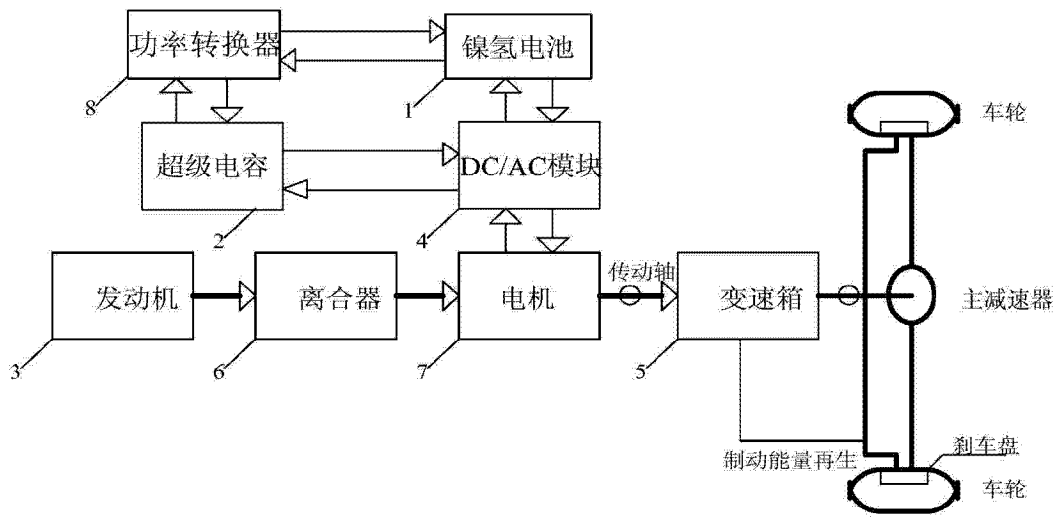 功率转换器
镍氢电池
8
1
车轮
超级电容
DC/AC模块
2
4
传动轴
发动机
离合器
电机
变速箱
主减速器
3
6
7
5
刹车盘
制动能量再生
车轮